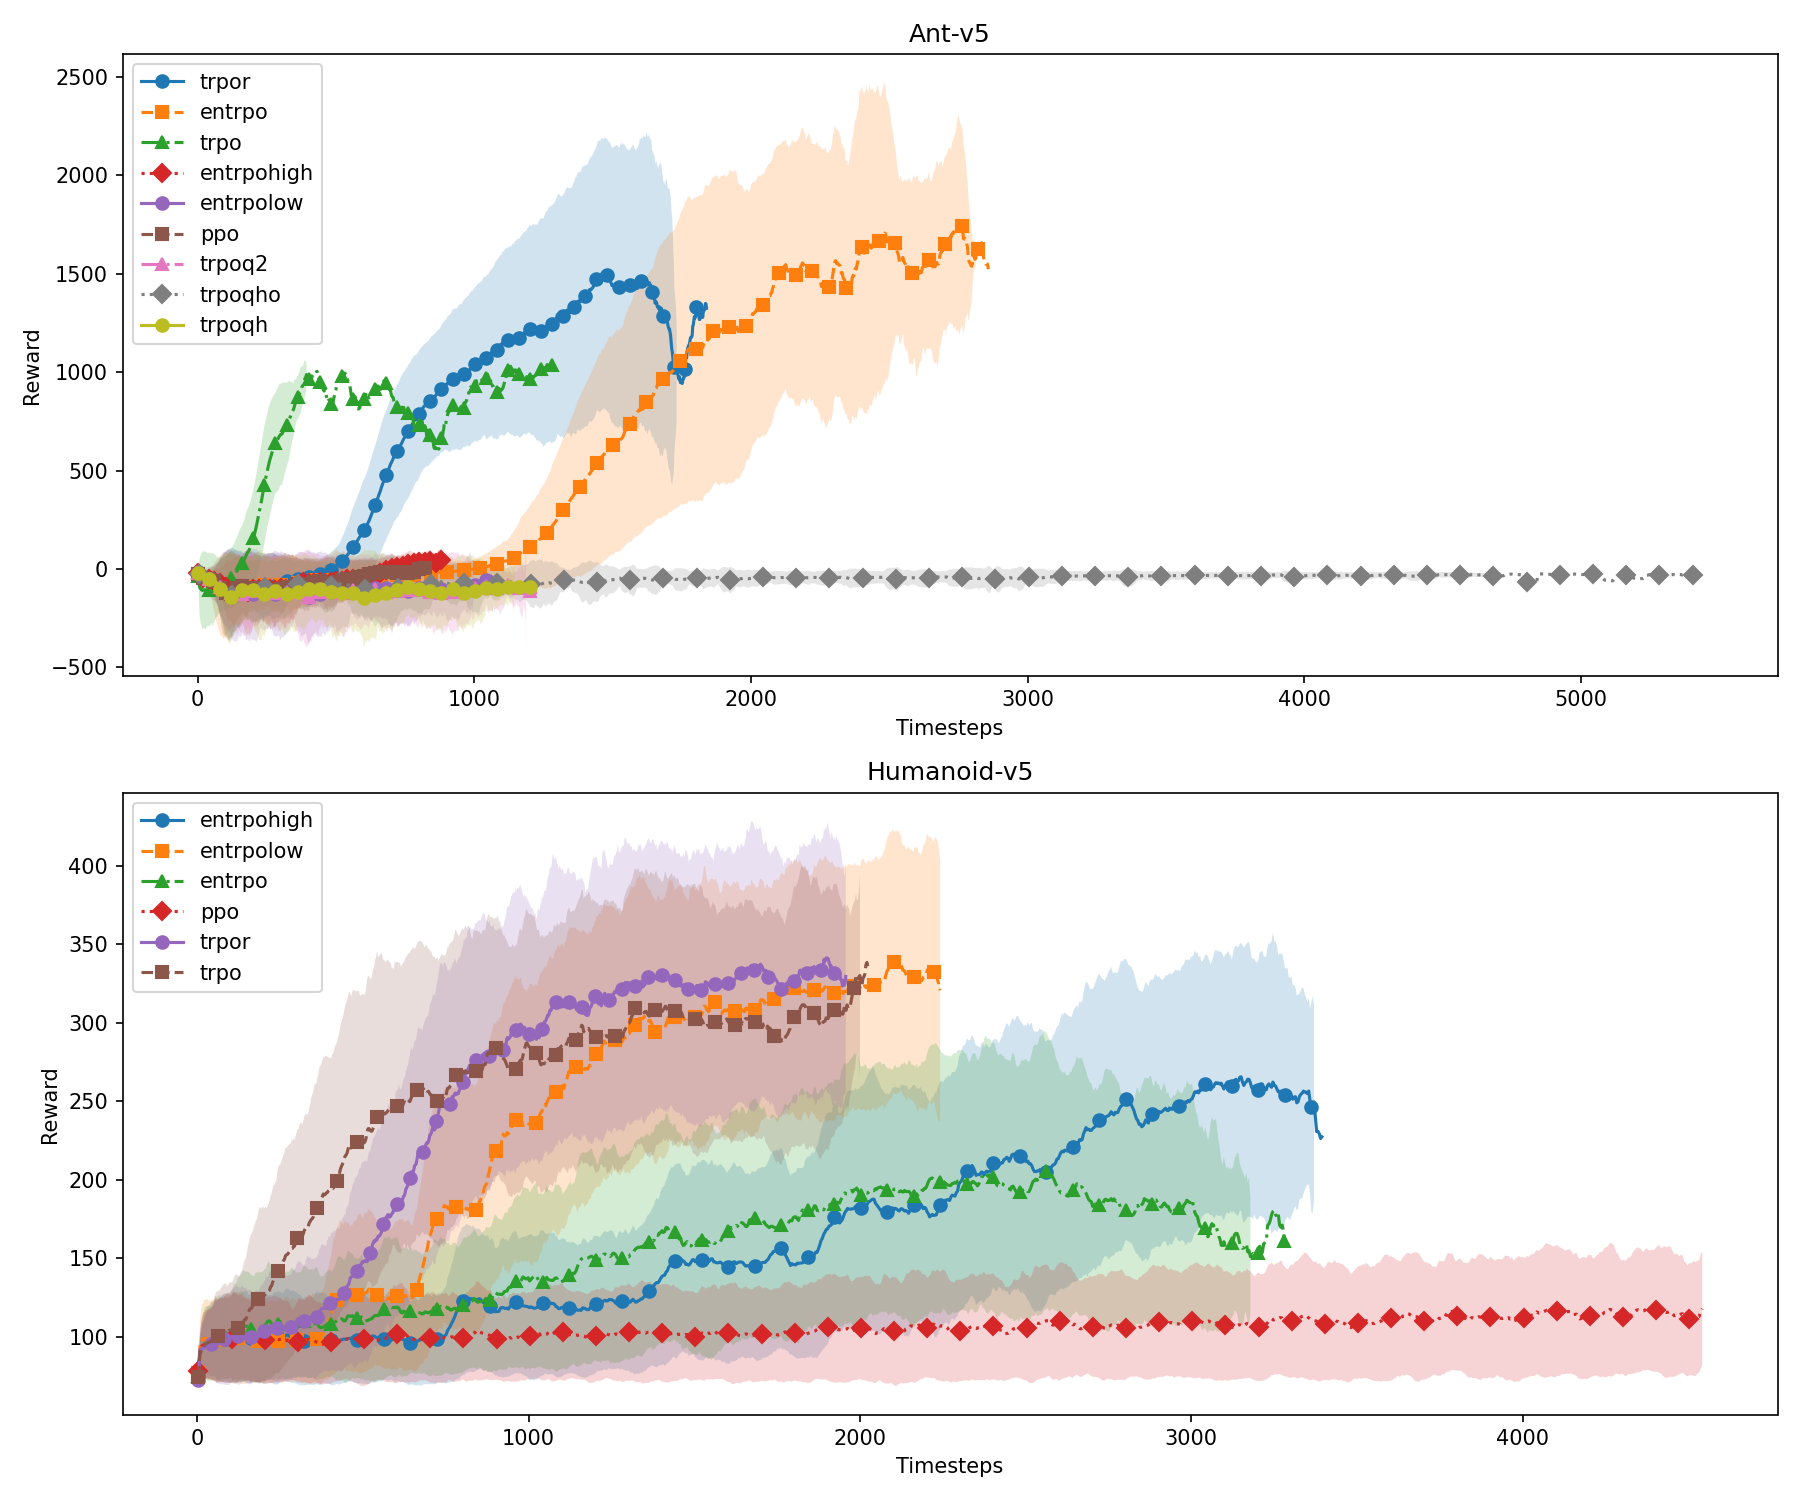 Ant-v5
2500
2000
1500
1000
500
0
−500
Reward
trpor
entrpo
trpo
entrpohigh
entrpolow
ppo
trpoq2
trpoqho
trpoqh
0 1000 2000 3000 4000 5000
Timesteps
Humanoid-v5
400
350
300
250
200
150
100
Reward
entrpohigh
entrpolow
entrpo
ppo
trpor
trpo
0 1000 2000 3000 4000
Timesteps